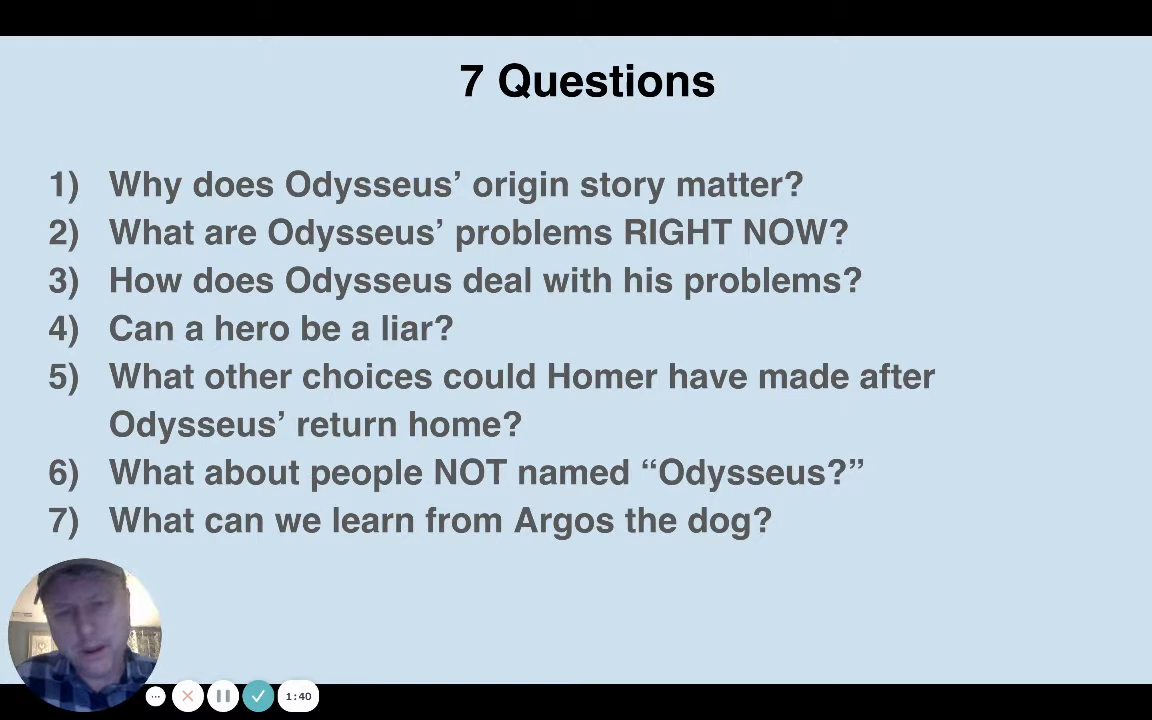 7 Questions
1) Why does Odysseus’ origin story matter?
2) What are Odysseus’ problems RIGHT NOW?
3) How does Odysseus deal with his problems?
4) Can a hero be a liar?
5) What other choices could Homer have made after
Odysseus’ return home?
6) What about people NOT named “Odysseus?”
7) What can we learn from Argos the dog?
1:40